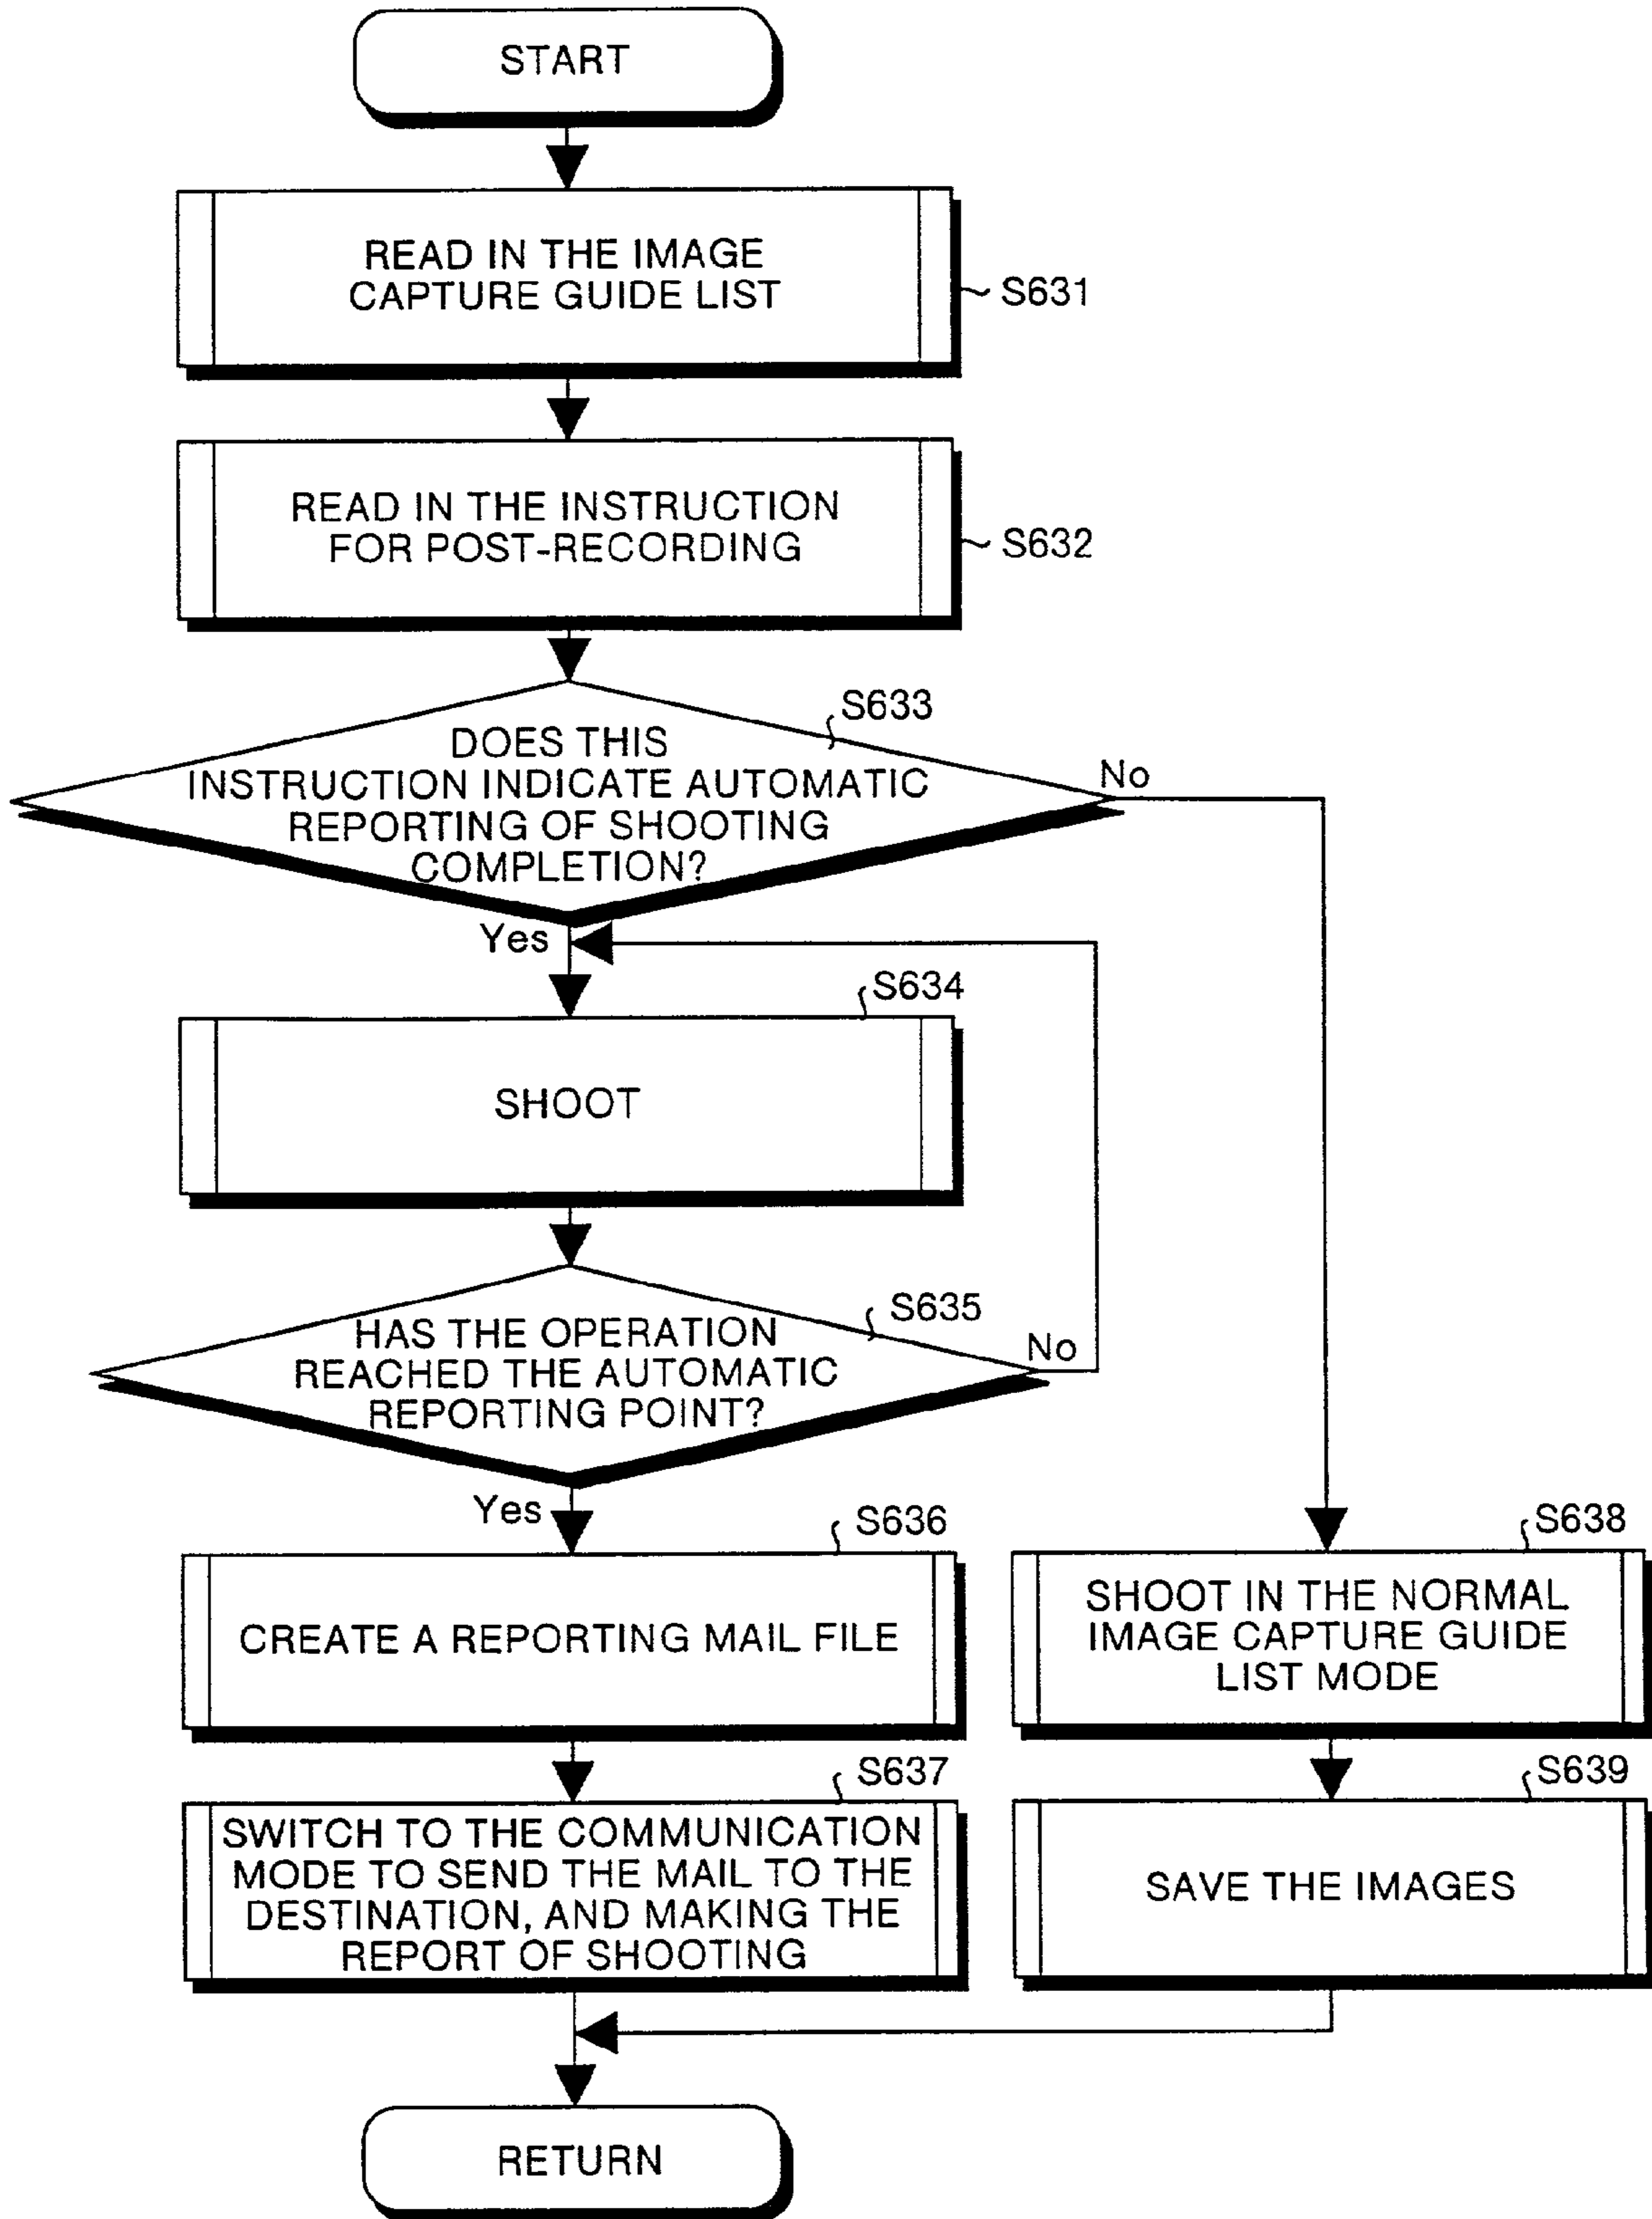 START
READ IN THE IMAGE
CAPTURE GUIDE LIST
S631
READ IN THE INSTRUCTION
FOR POST-RECORDING
S632
S633
DOES THIS
INSTRUCTION INDICATE AUTOMATIC
REPORTING OF SHOOTING
COMPLETION?
No
Yes
S634
SHOOT
S635
HAS THE OPERATION
REACHED THE AUTOMATIC
REPORTING POINT?
No
Yes
S636
CREATE A REPORTING MAIL FILE
S638
SHOOT IN THE NORMAL
IMAGE CAPTURE GUIDE
LIST MODE
S637
SWITCH TO THE COMMUNICATION
MODE TO SEND THE MAIL TO THE
DESTINATION, AND MAKING THE
REPORT OF SHOOTING
S639
SAVE THE IMAGES
RETURN